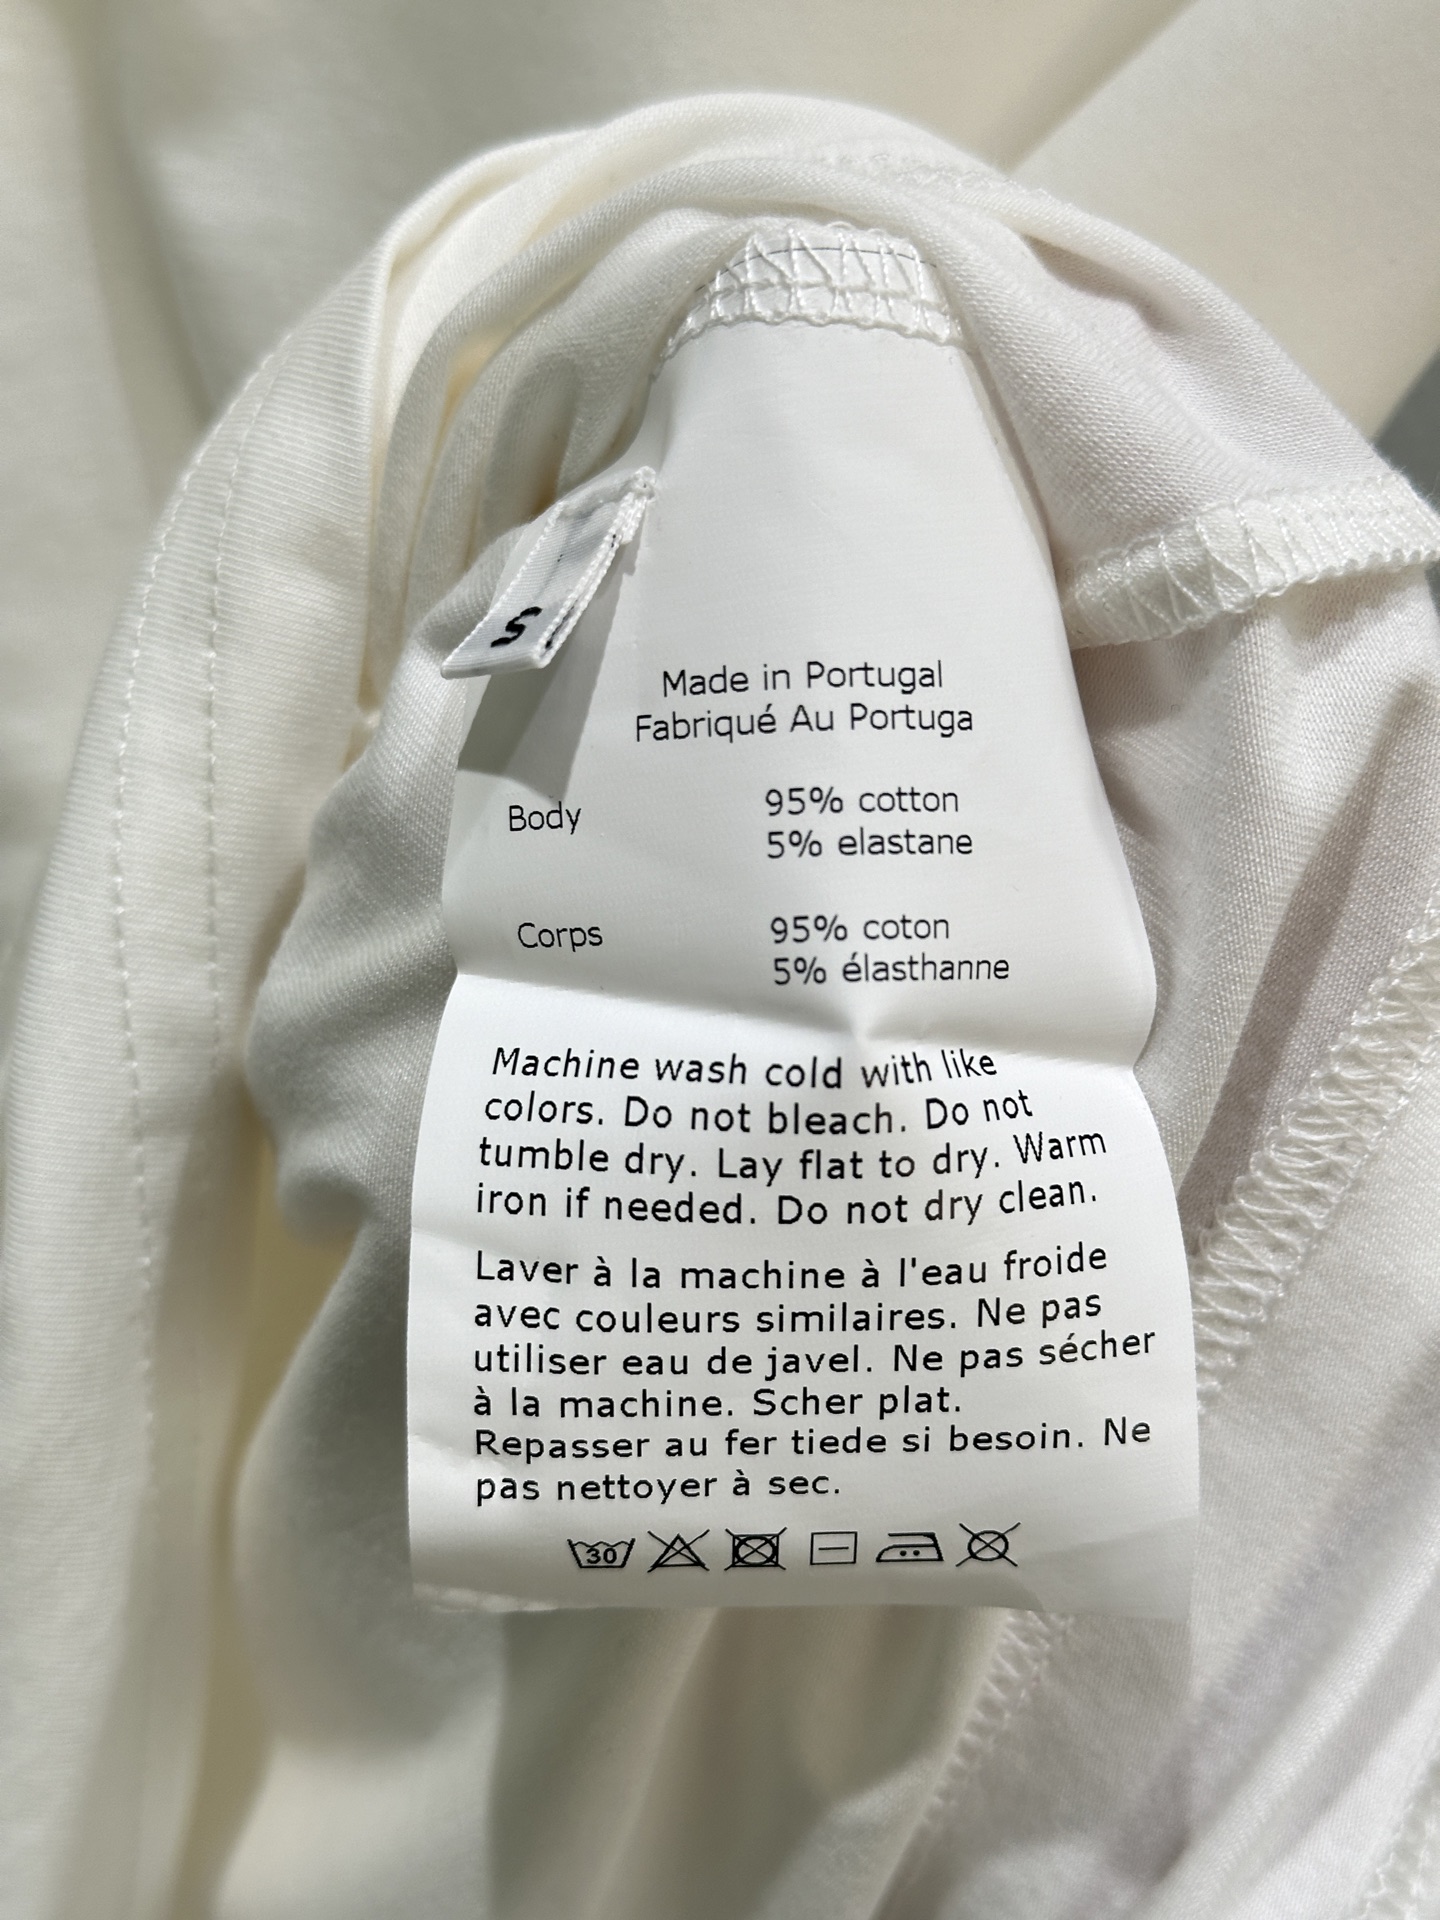 S
Made in Portugal
Fabriqué Au Portuga
Body
95% cotton
5% elastane
Corps
95% coton
5% élasthanne
Machine wash cold with like
colors. Do not bleach. Do not
tumble dry. Lay flat to dry. Warm
iron if needed. Do not dry clean.
Laver à la machine à l'eau froide
avec couleurs similaires. Ne pas
utiliser eau de javel. Ne pas sécher
à la machine. Scher plat.
Repasser au fer tiede si besoin. Ne
pas nettoyer à sec.
30